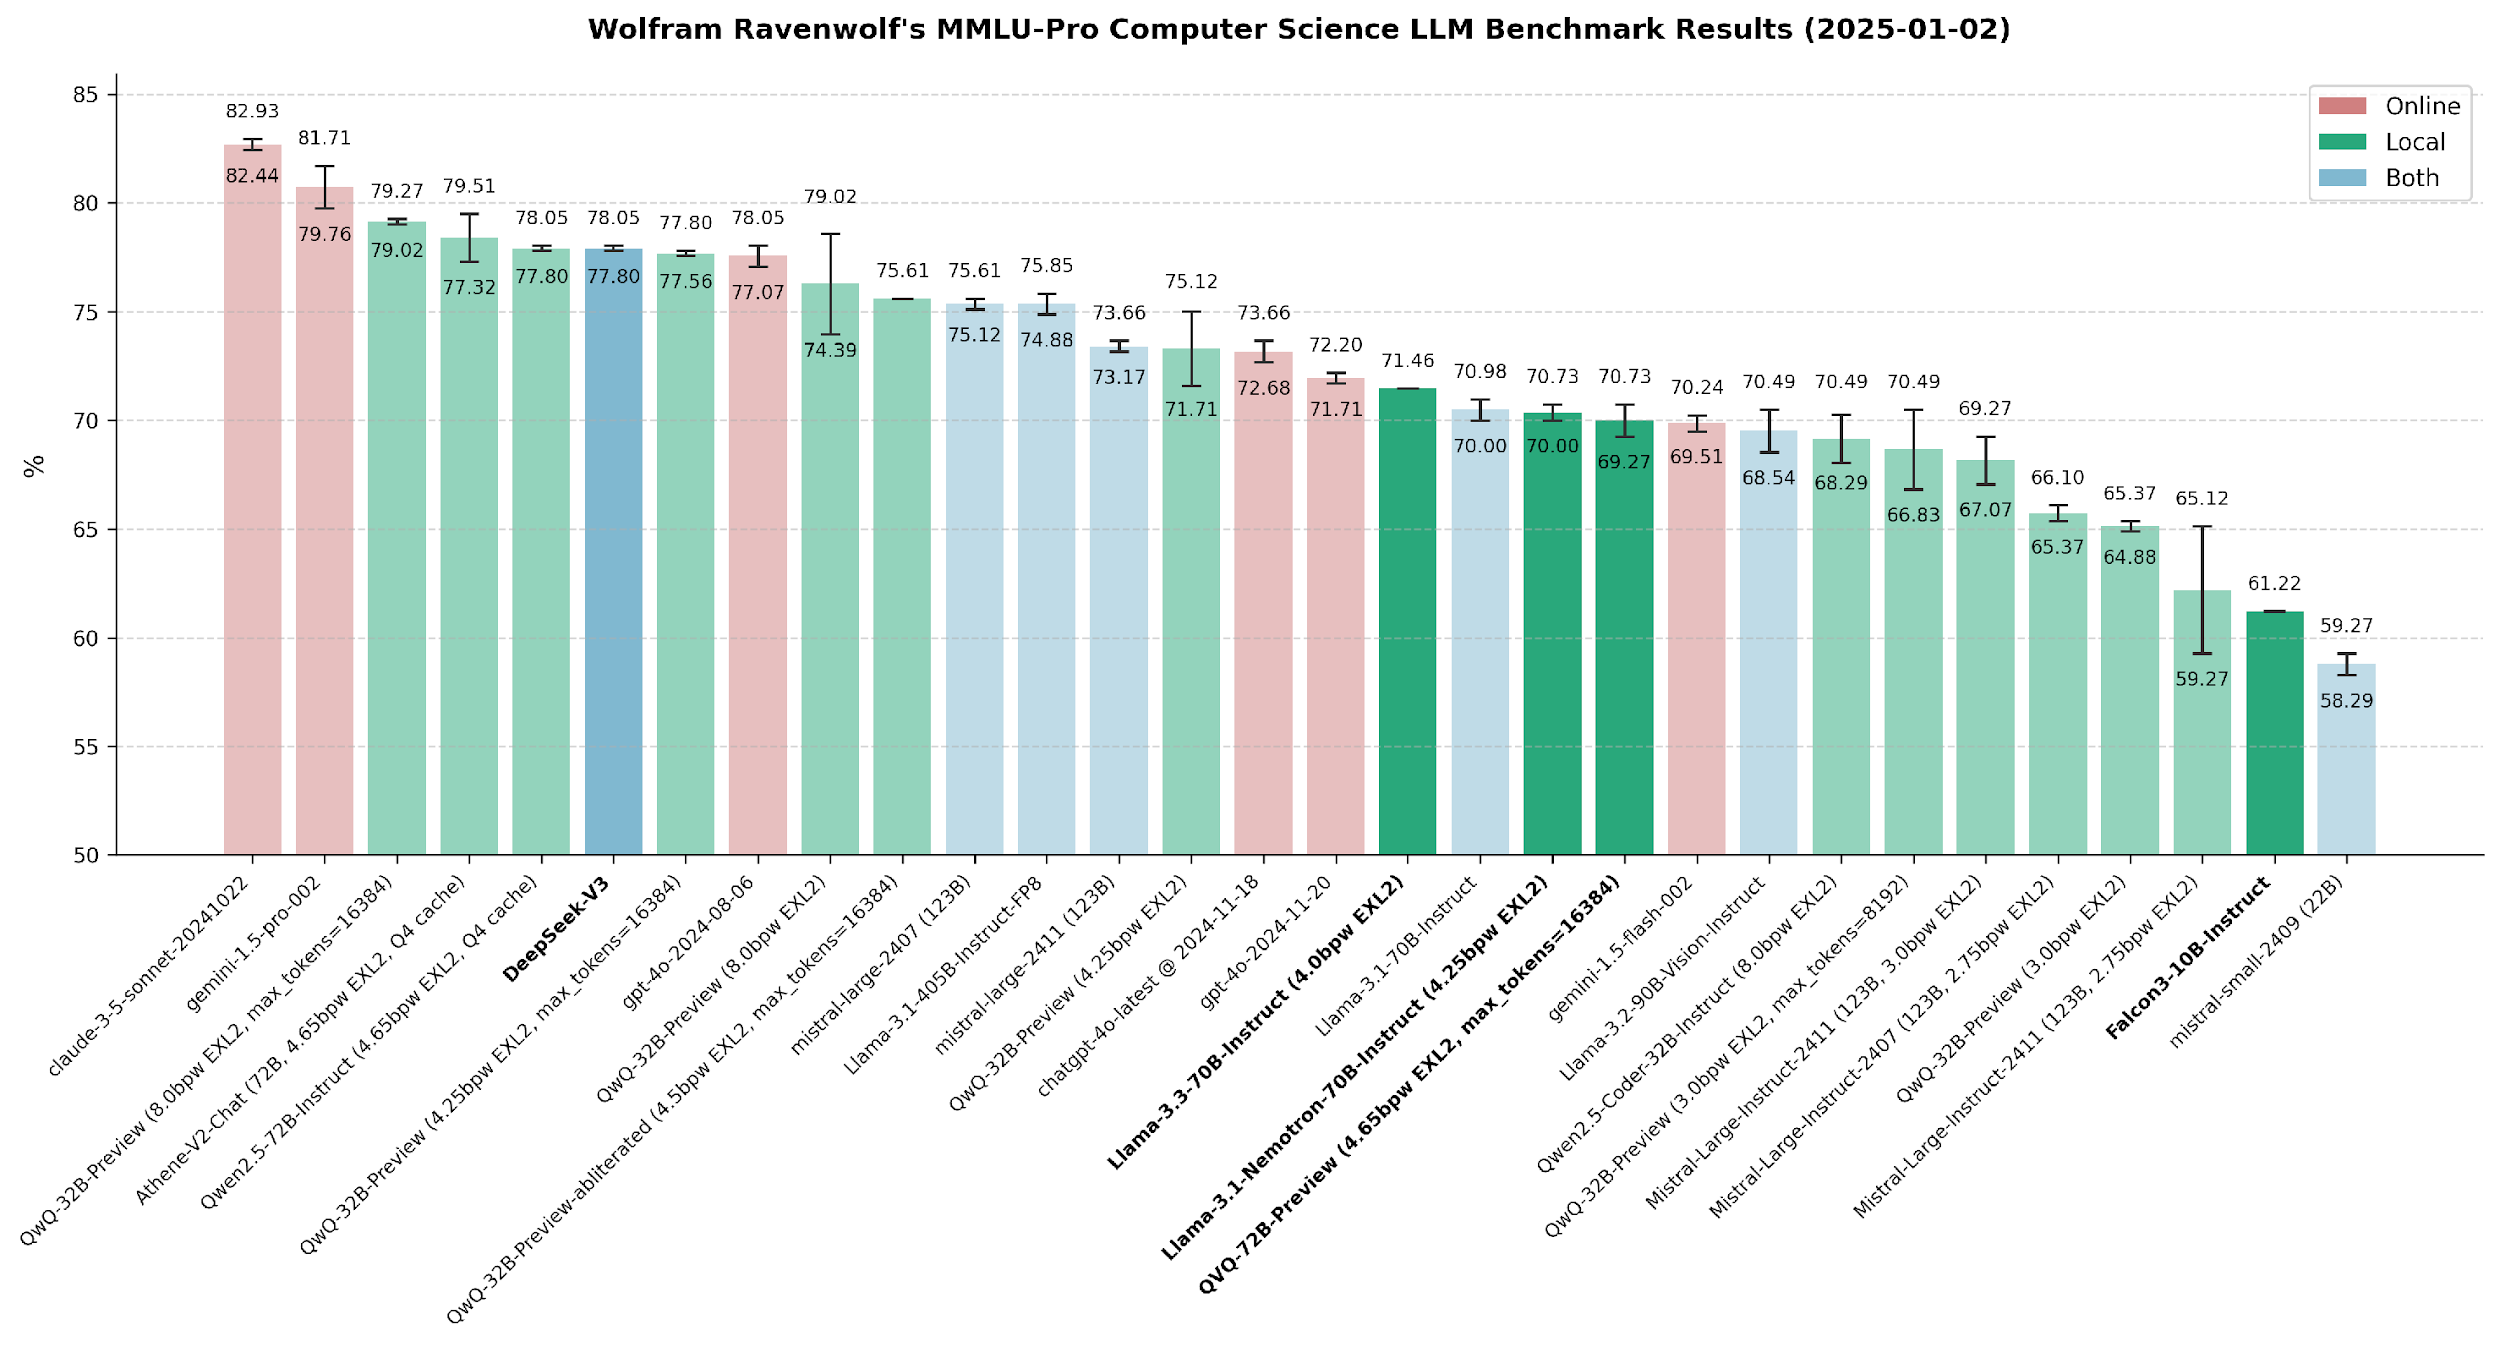 Wolfram Ravenwolf's MMLU-Pro Computer Science LLM Benchmark Results (2025-01-02)
Online
Local
Both
%
85
80
75
70
65
60
55
50
82.93
82.44
81.71
79.76
79.27
79.02
79.51
77.32
78.05
77.80
78.05
77.80
77.80
77.56
78.05
77.07
79.02
74.39
75.61
75.61
75.12
75.85
74.88
73.66
73.17
75.12
71.71
73.66
72.68
72.20
71.71
71.46
70.98
70.00
70.73
70.00
70.73
69.27
70.24
69.51
70.49
68.54
70.49
68.29
70.49
66.83
69.27
67.07
66.10
65.37
65.37
64.88
65.12
59.27
61.22
59.27
58.29
claude-3-5-sonnet-20241022
gemini-1.5-pro-002
QwQ-32B-Preview (8.0bpw EXL2, max_tokens=16384)
Athene-V2-Chat (72B, 4.65bpw EXL2, Q4 cache)
Qwen2.5-72B-Instruct (4.65bpw EXL2, Q4 cache)
DeepSeek-V3
QwQ-32B-Preview (4.25bpw EXL2, max_tokens=16384)
gpt-4o-2024-08-06
QwQ-32B-Preview (8.0bpw EXL2)
QwQ-32B-Preview-abliterated (4.5bpw EXL2, max_tokens=16384)
mistral-large-2407 (123B)
Llama-3.1-405B-Instruct-FP8
mistral-large-2411 (123B)
QwQ-32B-Preview (4.25bpw EXL2)
chatgpt-4o-latest @ 2024-11-18
gpt-4o-2024-11-20
Llama-3.3-70B-Instruct (4.0bpw EXL2)
Llama-3.1-70B-Instruct
Llama-3.1-Nemotron-70B-Instruct (4.25bpw EXL2)
QVQ-72B-Preview (4.65bpw EXL2, max_tokens=16384)
gemini-1.5-flash-002
Llama-3.2-90B-Vision-Instruct
Qwen2.5-Coder-32B-Instruct (8.0bpw EXL2)
QwQ-32B-Preview (3.0bpw EXL2, max_tokens=8192)
Mistral-Large-Instruct-2411 (123B, 3.0bpw EXL2)
Mistral-Large-Instruct-2407 (123B, 2.75bpw EXL2)
QwQ-32B-Preview (3.0bpw EXL2)
Mistral-Large-Instruct-2411 (123B, 2.75bpw EXL2)
Falcon3-10B-Instruct
mistral-small-2409 (22B)